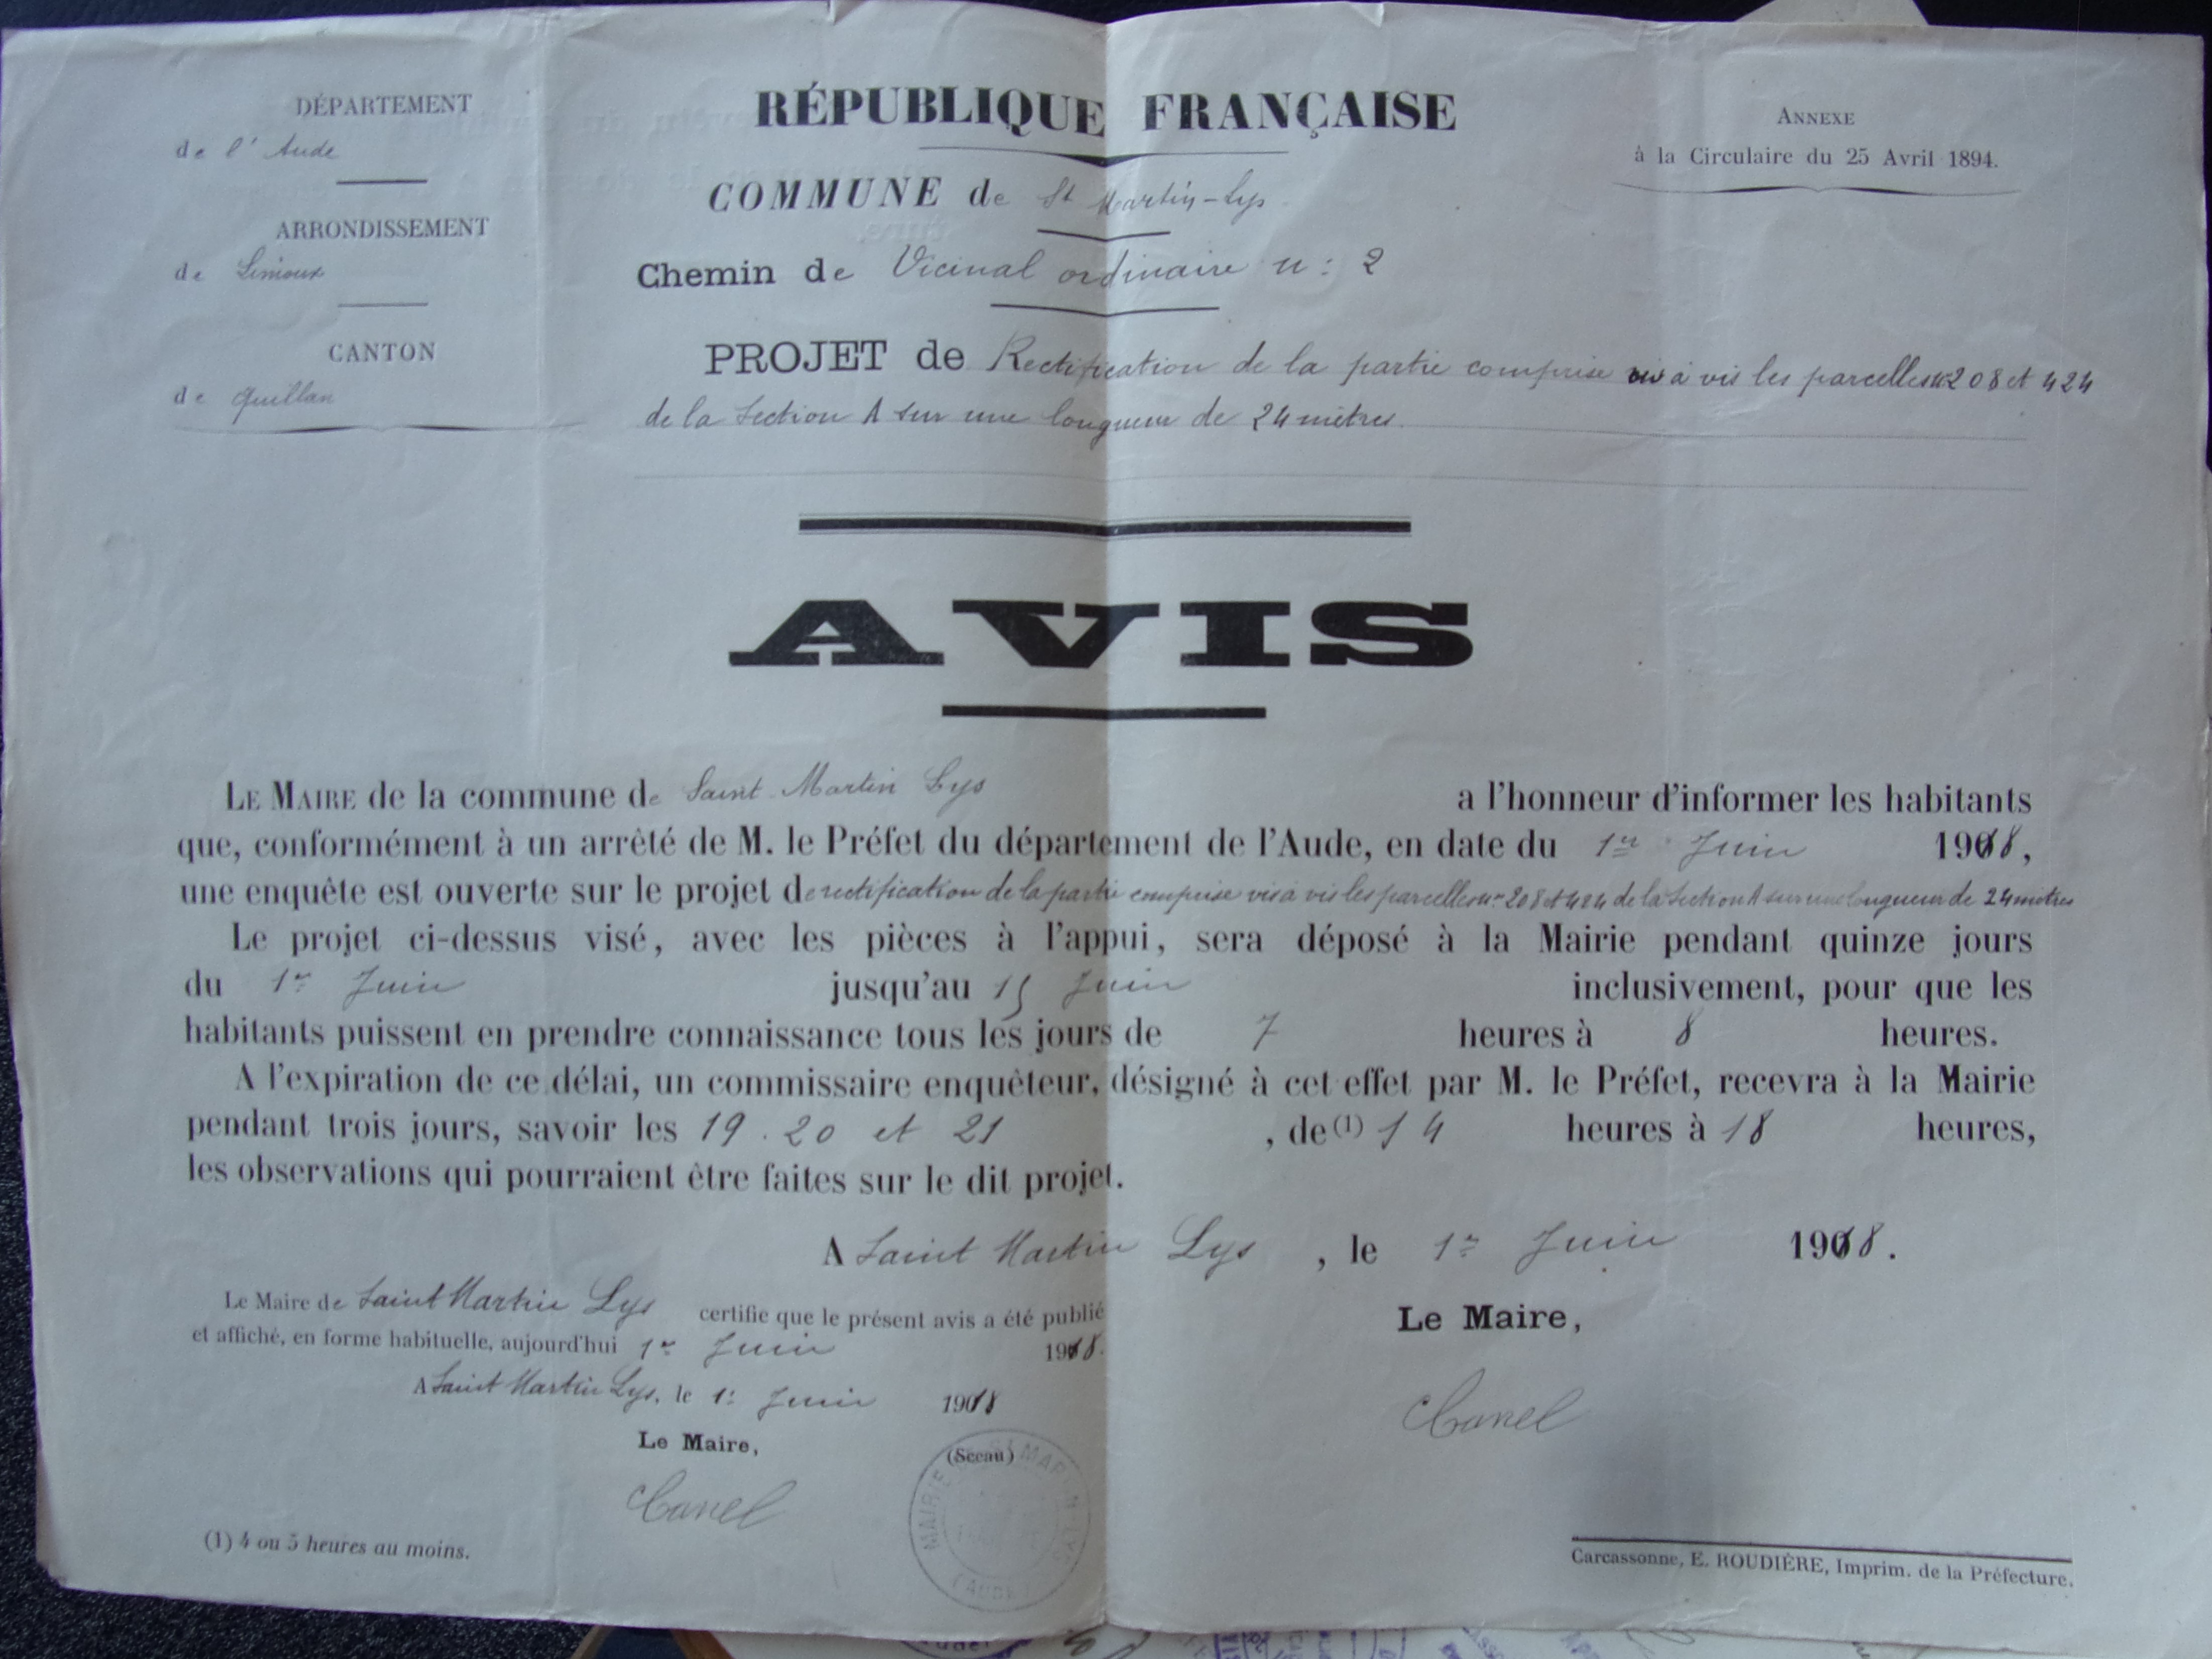 DÉPARTEMENT
de l'Aude
ARRONDISSEMENT
de Limoux
CANTON
de Quillan
RÉPUBLIQUE FRANÇAISE
COMMUNE de St Martin-Lys
Chemin de Vicinal ordinaire n: 2
PROJET de Rectification de la partie comprise vis à vis les parcelles nos 208 et 424
de la Section A sur une longueur de 24 mètres
ANNEXE
à la Circulaire du 25 Avril 1894.
AVIS
LE MAIRE de la commune de Saint Martin Lys a l'honneur d'informer les habitants
que, conformément à un arrêté de M. le Préfet du département de l'Aude, en date du 1er Juin 1918,
une enquête est ouverte sur le projet de rectification de la partie comprise vis à vis les parcelles nos 208 et 424 de la Section A sur une longueur de 24 mètres
Le projet ci-dessus visé, avec les pièces à l'appui, sera déposé à la Mairie pendant quinze jours
du 1er Juin jusqu'au 15 Juin inclusivement, pour que les
habitants puissent en prendre connaissance tous les jours de 7 heures à 8 heures.
A l'expiration de ce délai, un commissaire enquêteur, désigné à cet effet par M. le Préfet, recevra à la Mairie
pendant trois jours, savoir les 19. 20 et 21, de (1) 14 heures à 18 heures,
les observations qui pourraient être faites sur le dit projet.
A Saint Martin Lys, le 1er Juin 1918.
Le Maire,
Canel
Le Maire de Saint Martin Lys certifie que le présent avis a été publié
et affiché, en forme habituelle, aujourd'hui 1er Juin 1918.
A Saint Martin Lys, le 1er Juin 1918
Le Maire,
Canel
(Sceau)
MAIRIE DE ST MARTIN-LYS
(AUDE)
(1) 4 ou 5 heures au moins.
Carcassonne, E. ROUDIÈRE, Imprim. de la Préfecture.